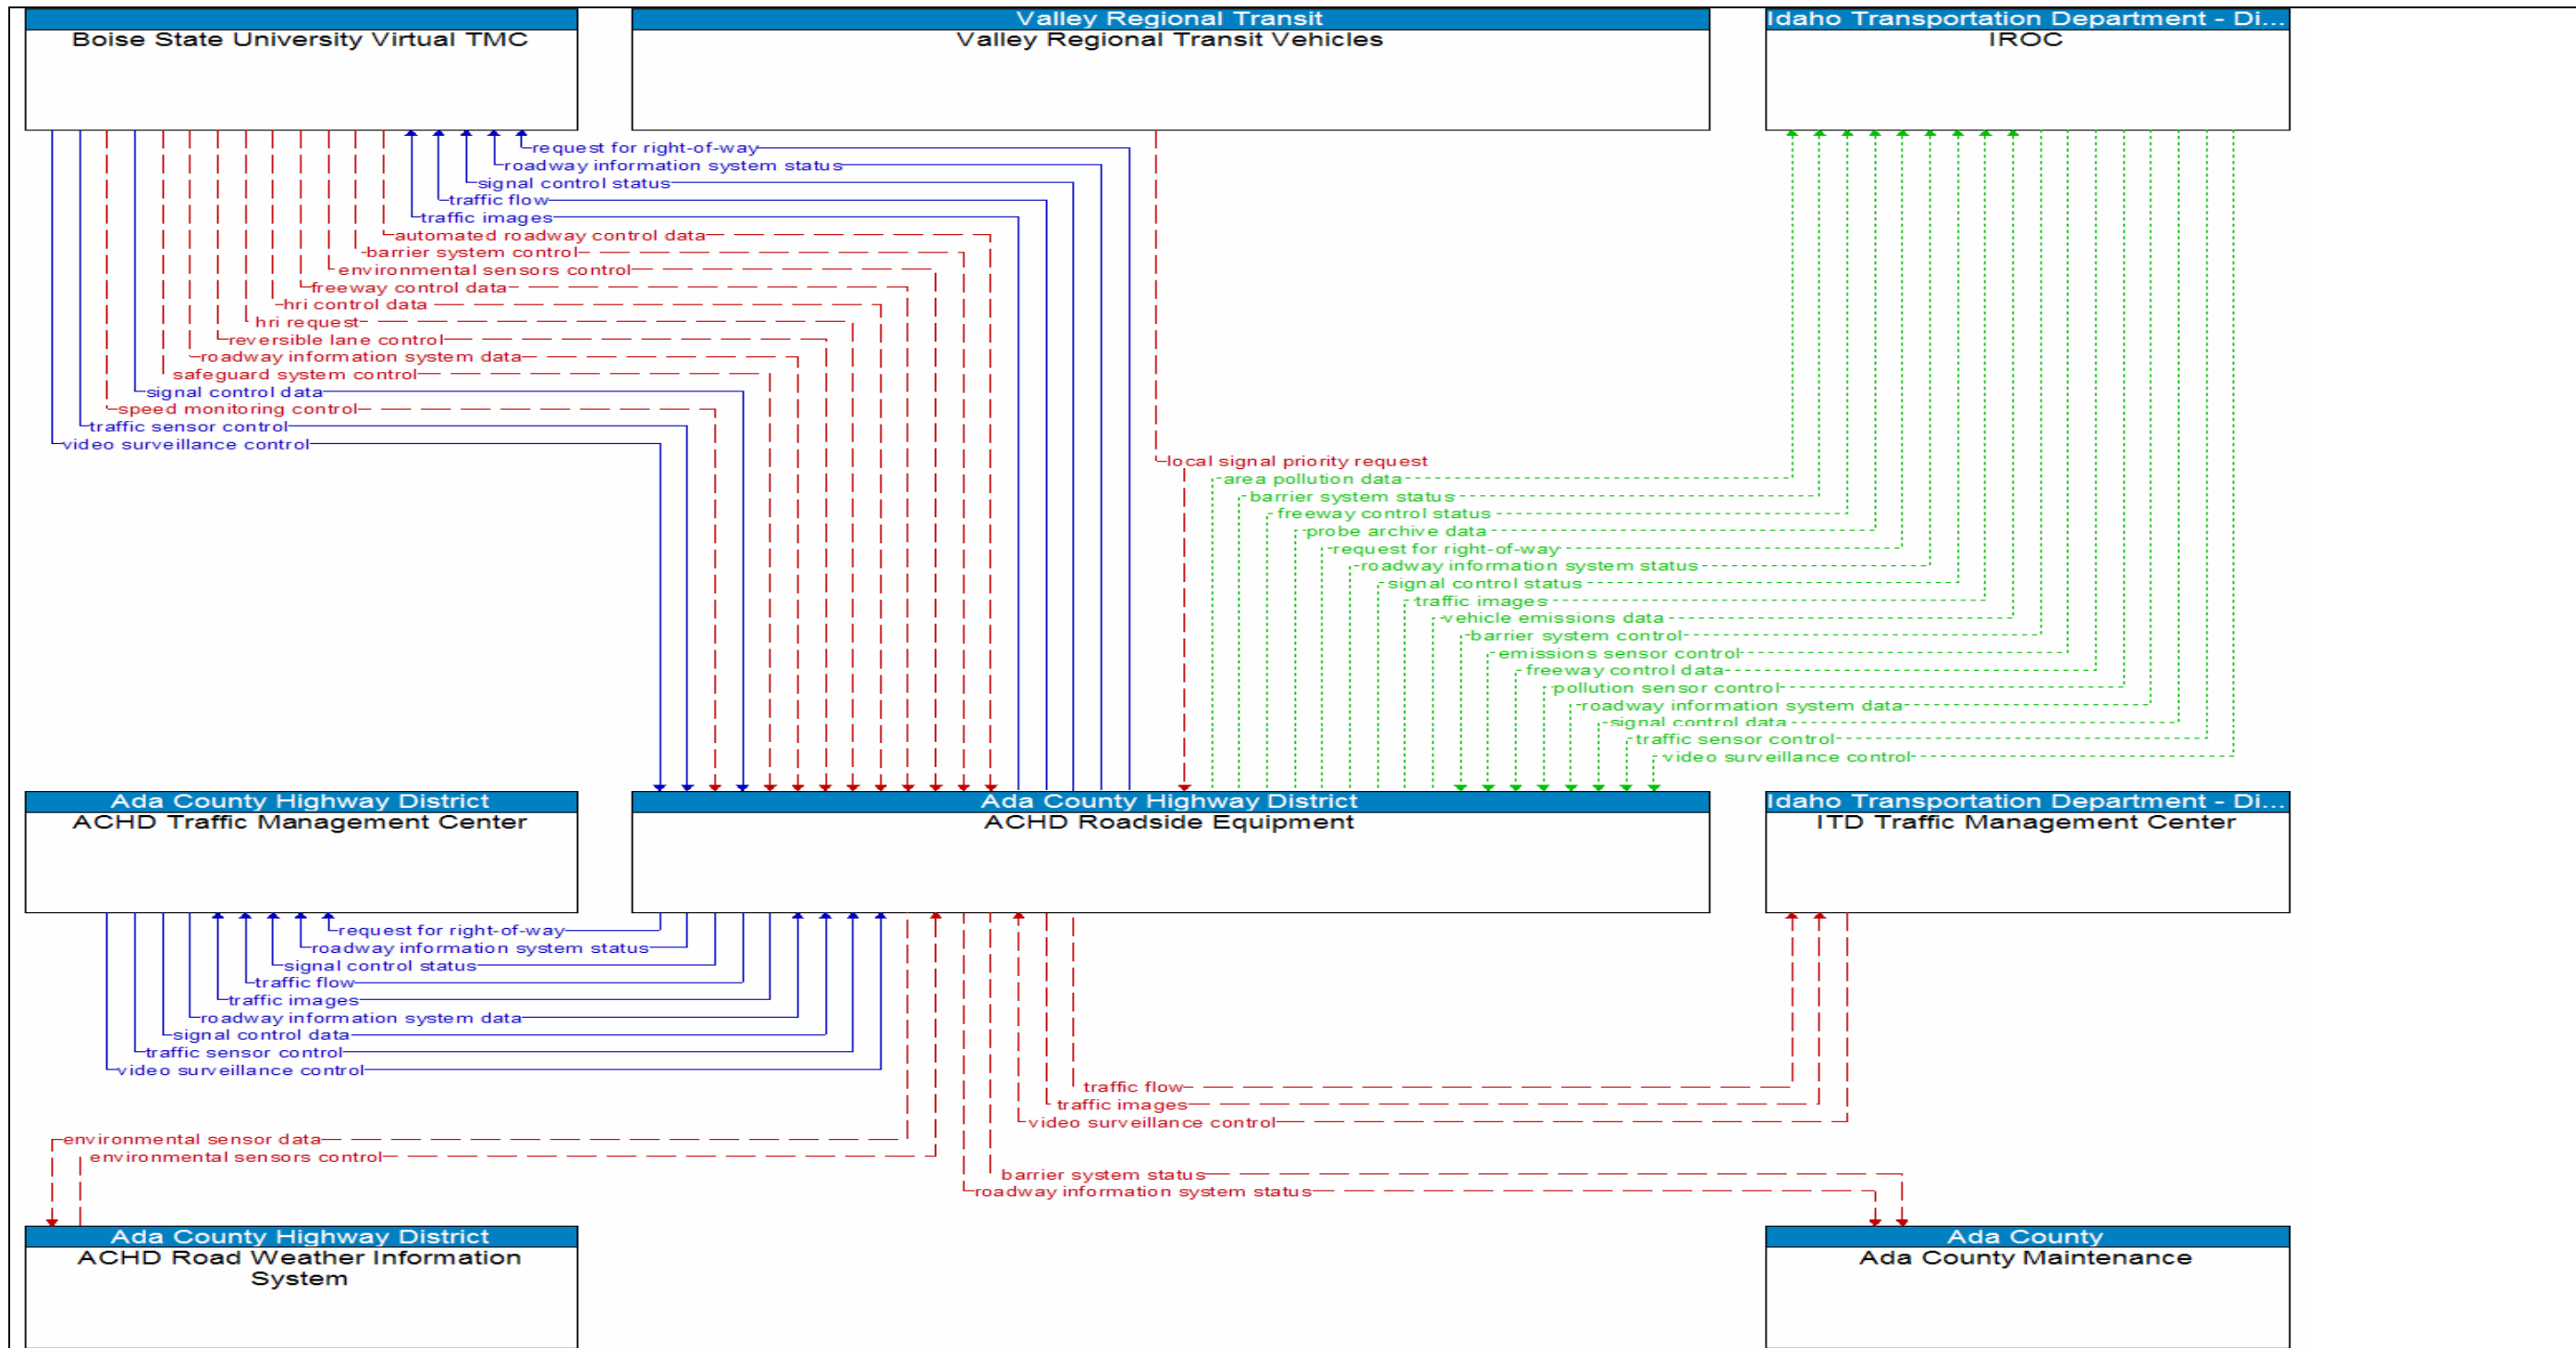 Boise State University Virtual TMC
Valley Regional Transit
Valley Regional Transit Vehicles
Idaho Transportation Department - Di...
IROC
request for right-of-way
roadway information system status
signal control status
traffic flow
traffic images
automated roadway control data
barrier system control
environmental sensors control
freeway control data
hri control data
hri request
reversible lane control
roadway information system data
safeguard system control
signal control data
speed monitoring control
traffic sensor control
video surveillance control
local signal priority request
area pollution data
barrier system status
freeway control status
probe archive data
request for right-of-way
roadway information system status
signal control status
traffic images
vehicle emissions data
barrier system control
emissions sensor control
freeway control data
pollution sensor control
roadway information system data
signal control data
traffic sensor control
video surveillance control
Ada County Highway District
ACHD Traffic Management Center
Ada County Highway District
ACHD Roadside Equipment
Idaho Transportation Department - Di...
ITD Traffic Management Center
request for right-of-way
roadway information system status
signal control status
traffic flow
traffic images
roadway information system data
signal control data
traffic sensor control
video surveillance control
traffic flow
traffic images
video surveillance control
environmental sensor data
environmental sensors control
barrier system status
roadway information system status
Ada County Highway District
ACHD Road Weather Information
System
Ada County
Ada County Maintenance